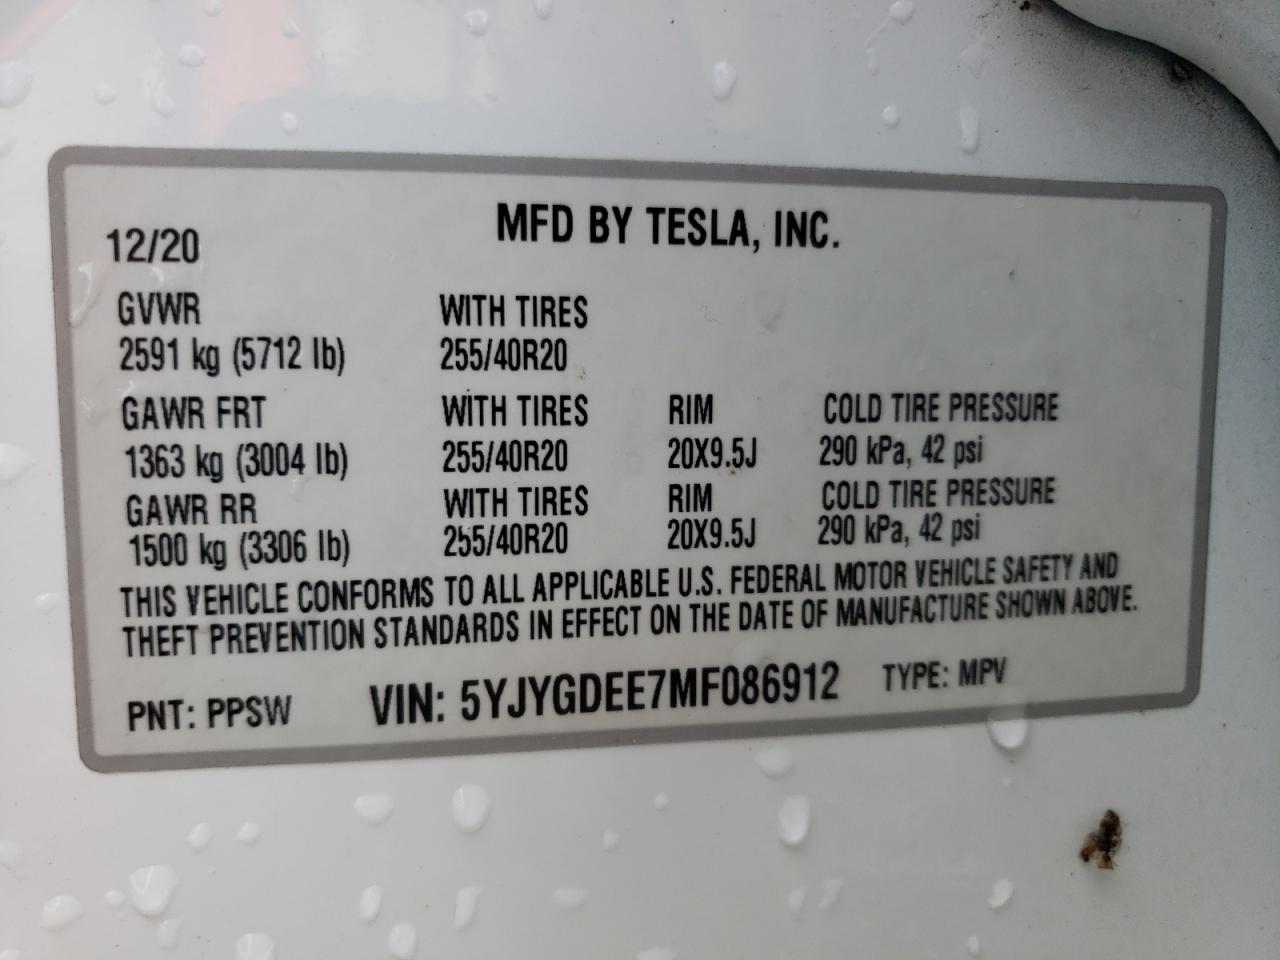 MFD BY TESLA, INC.
12/20
GVWR WITH TIRES
2591 kg (5712 lb) 255/40R20
GAWR FRT WITH TIRES RIM COLD TIRE PRESSURE
1363 kg (3004 lb) 255/40R20 20X9.5J 290 kPa, 42 psi
GAWR RR WITH TIRES RIM COLD TIRE PRESSURE
1500 kg (3306 lb) 255/40R20 20X9.5J 290 kPa, 42 psi
THIS VEHICLE CONFORMS TO ALL APPLICABLE U.S. FEDERAL MOTOR VEHICLE SAFETY AND
THEFT PREVENTION STANDARDS IN EFFECT ON THE DATE OF MANUFACTURE SHOWN ABOVE.
PNT: PPSW VIN: 5YJYGDEE7MF086912 TYPE: MPV